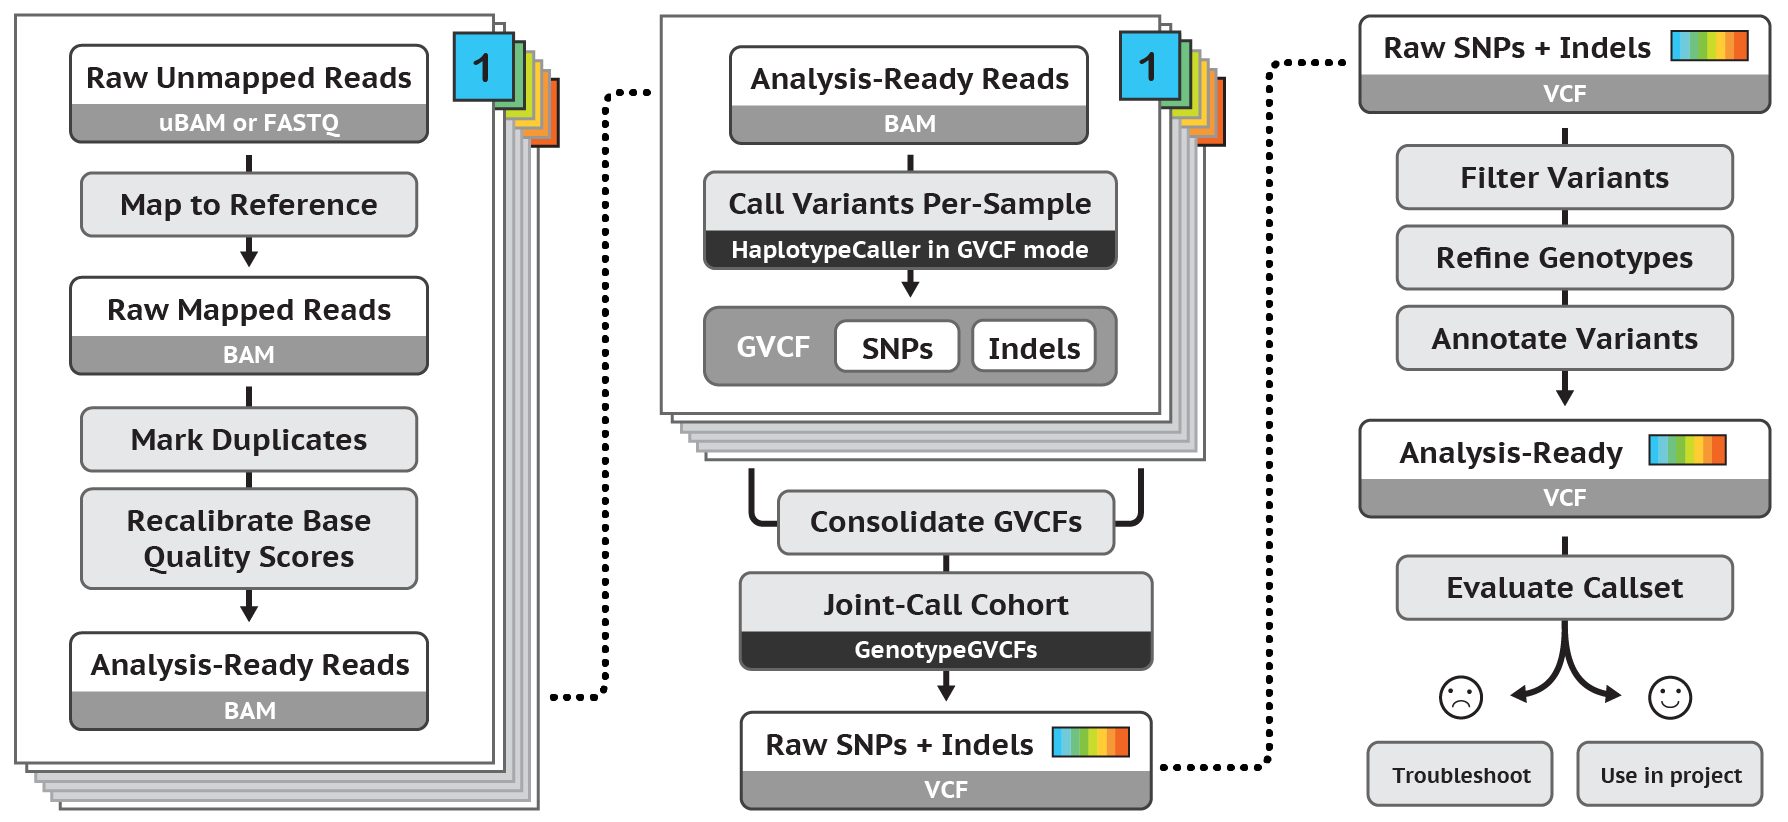 1
Raw Unmapped Reads
uBAM or FASTQ
Map to Reference
Raw Mapped Reads
BAM
Mark Duplicates
Recalibrate Base
Quality Scores
Analysis-Ready Reads
BAM
1
Analysis-Ready Reads
BAM
Call Variants Per-Sample
HaplotypeCaller in GVCF mode
GVCF SNPs Indels
Consolidate GVCFs
Joint-Call Cohort
GenotypeGVCFs
Raw SNPs + Indels
VCF
Raw SNPs + Indels
VCF
Filter Variants
Refine Genotypes
Annotate Variants
Analysis-Ready
VCF
Evaluate Callset
Troubleshoot
Use in project